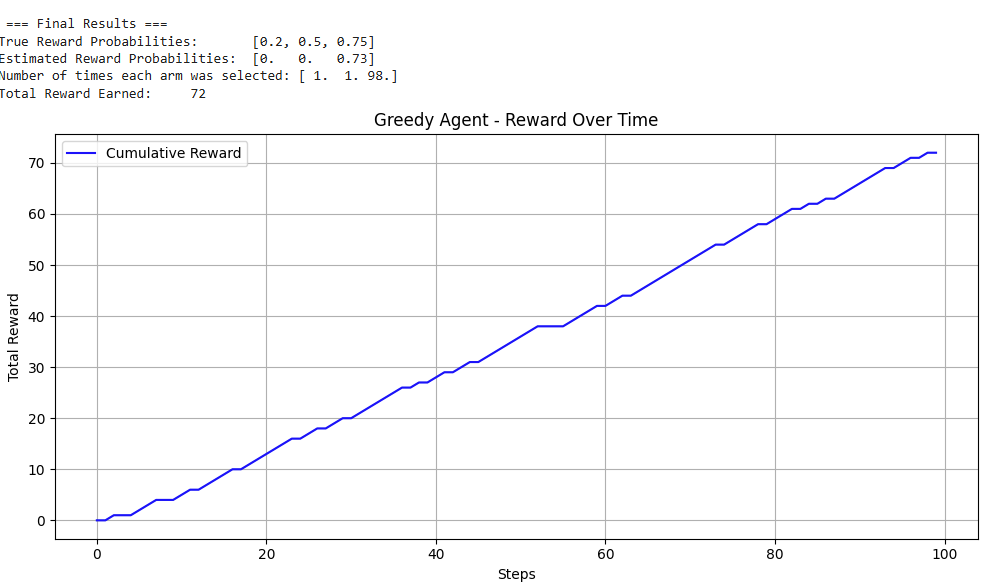 === Final Results ===
True Reward Probabilities: [0.2, 0.5, 0.75]
Estimated Reward Probabilities: [0. 0. 0.73]
Number of times each arm was selected: [ 1. 1. 98.]
Total Reward Earned: 72
Greedy Agent - Reward Over Time
Cumulative Reward
70
60
50
40
30
20
10
0
Total Reward
0 20 40 60 80 100
Steps